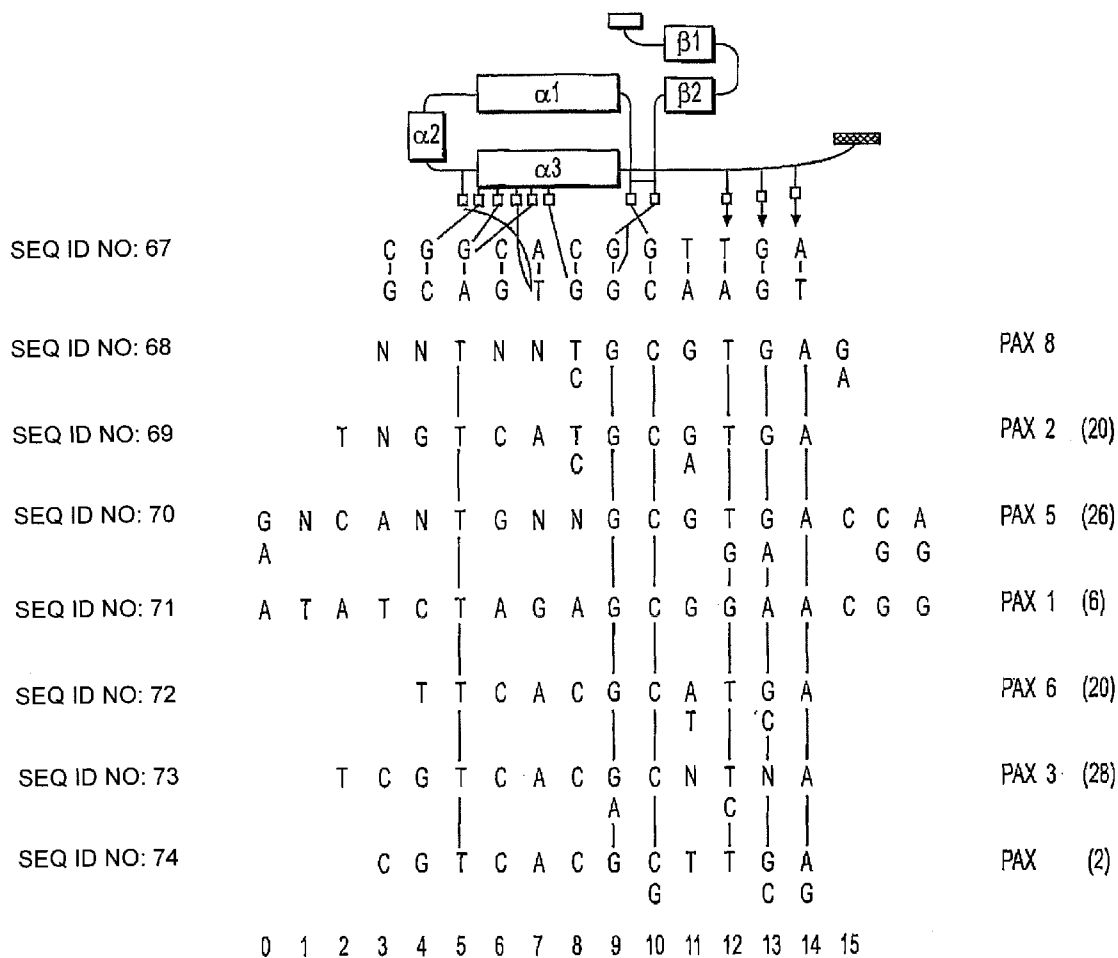 β1
β2
α1
α2
α3
SEQ ID NO: 67 C G G C A C G G T T G A
G C A G T G G C A A G T
SEQ ID NO: 68 N N T N N T G C G T G A G PAX 8
C A
SEQ ID NO: 69 T N G T C A T G C G T G A PAX 2 (20)
C A
SEQ ID NO: 70 G N C A N T G N N G C G T G A C C A PAX 5 (26)
A G A G G
SEQ ID NO: 71 A T A T C T A G A G C G G A A C G G PAX 1 (6)
SEQ ID NO: 72 T T C A C G C A T G A PAX 6 (20)
T C
SEQ ID NO: 73 T C G T C A C G C N T N A PAX 3 (28)
A C
SEQ ID NO: 74 C G T C A C G C T T G A PAX (2)
G C G
0 1 2 3 4 5 6 7 8 9 10 11 12 13 14 15